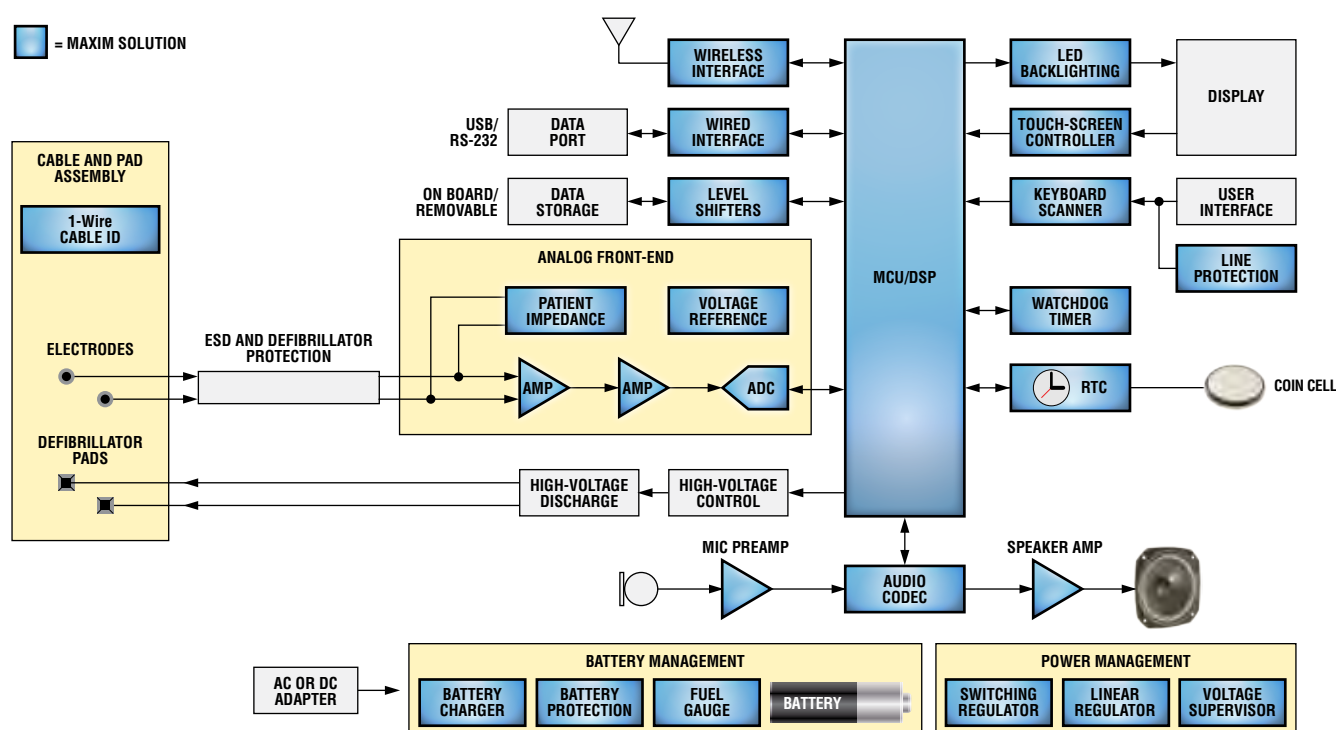 = MAXIM SOLUTION
WIRELESS
INTERFACE
LED
BACKLIGHTING
DISPLAY
USB/
RS-232
DATA
PORT
WIRED
INTERFACE
TOUCH-SCREEN
CONTROLLER
CABLE AND PAD
ASSEMBLY
1-Wire
CABLE ID
ON BOARD/
REMOVABLE
DATA
STORAGE
LEVEL
SHIFTERS
KEYBOARD
SCANNER
USER
INTERFACE
LINE
PROTECTION
MCU/DSP
ANALOG FRONT-END
PATIENT
IMPEDANCE
VOLTAGE
REFERENCE
WATCHDOG
TIMER
ELECTRODES
ESD AND DEFIBRILLATOR
PROTECTION
AMP
AMP
ADC
RTC
COIN CELL
DEFIBRILLATOR
PADS
HIGH-VOLTAGE
DISCHARGE
HIGH-VOLTAGE
CONTROL
MIC PREAMP
AUDIO
CODEC
SPEAKER AMP
AC OR DC
ADAPTER
BATTERY MANAGEMENT
BATTERY
CHARGER
BATTERY
PROTECTION
FUEL
GAUGE
BATTERY
POWER MANAGEMENT
SWITCHING
REGULATOR
LINEAR
REGULATOR
VOLTAGE
SUPERVISOR